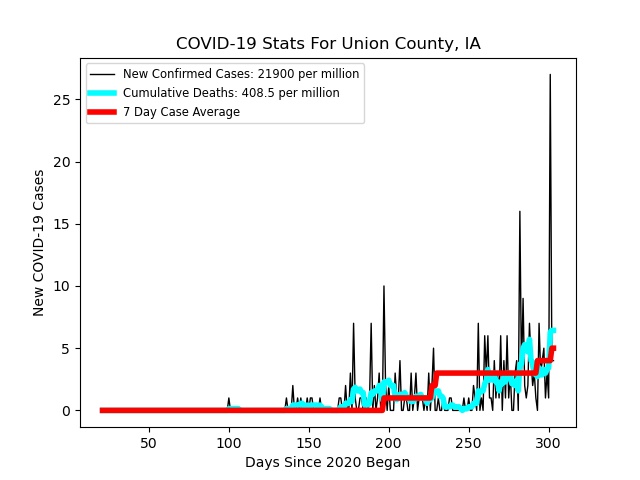 COVID-19 Stats For Union County, IA
New Confirmed Cases: 21900 per million
Cumulative Deaths: 408.5 per million
7 Day Case Average
New COVID-19 Cases
25
20
15
10
5
0
50 100 150 200 250 300
Days Since 2020 Began